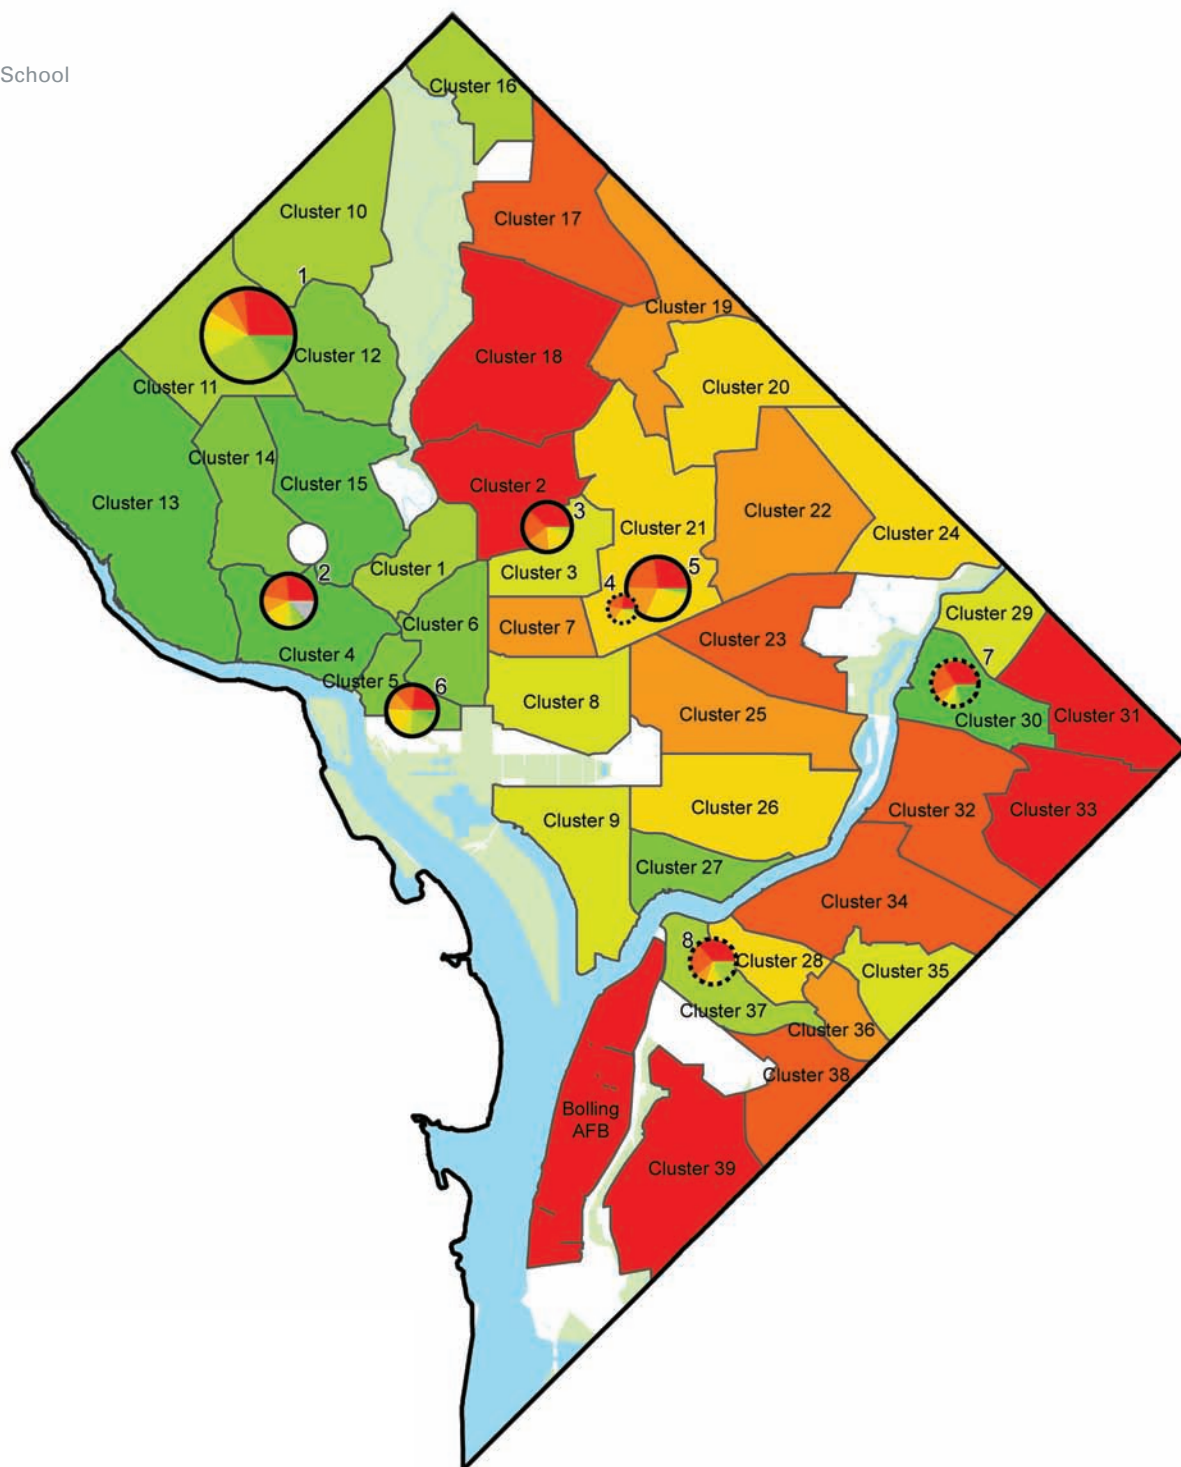 School
Cluster 16
Cluster 10
Cluster 17
1
Cluster 19
Cluster 12
Cluster 18
Cluster 11
Cluster 20
Cluster 14
Cluster 15
Cluster 2
Cluster 13
3
Cluster 22
Cluster 21
Cluster 24
Cluster 1
Cluster 3
5
2
4
Cluster 29
Cluster 6
Cluster 7
Cluster 23
Cluster 4
7
Cluster 5
6
Cluster 8
Cluster 25
Cluster 30
Cluster 31
Cluster 26
Cluster 9
Cluster 32
Cluster 33
Cluster 27
Cluster 34
8
Cluster 28
Cluster 35
Cluster 37
Cluster 36
Cluster 38
Bolling
AFB
Cluster 39